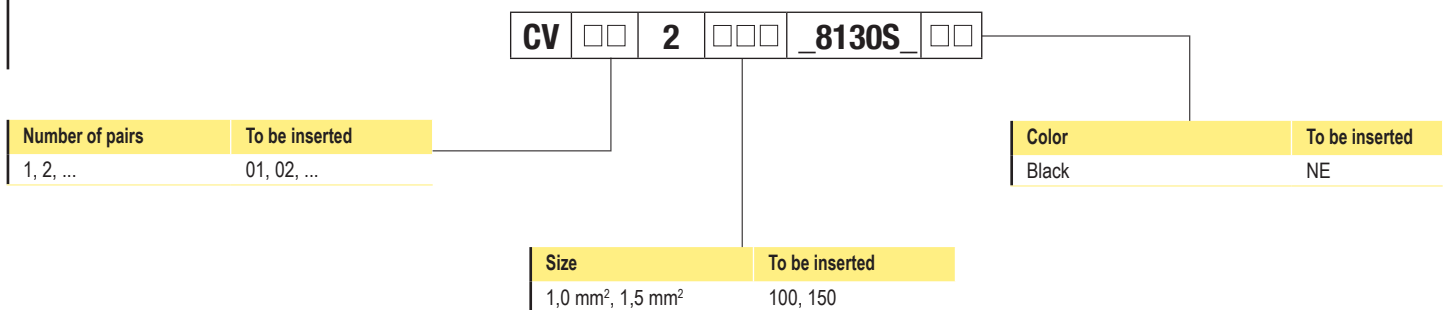 CV □□ 2 □□□ _8130S_ □□
Number of pairs To be inserted
1, 2, ... 01, 02, ...
Color To be inserted
Black NE
Size To be inserted
1,0 mm², 1,5 mm² 100, 150